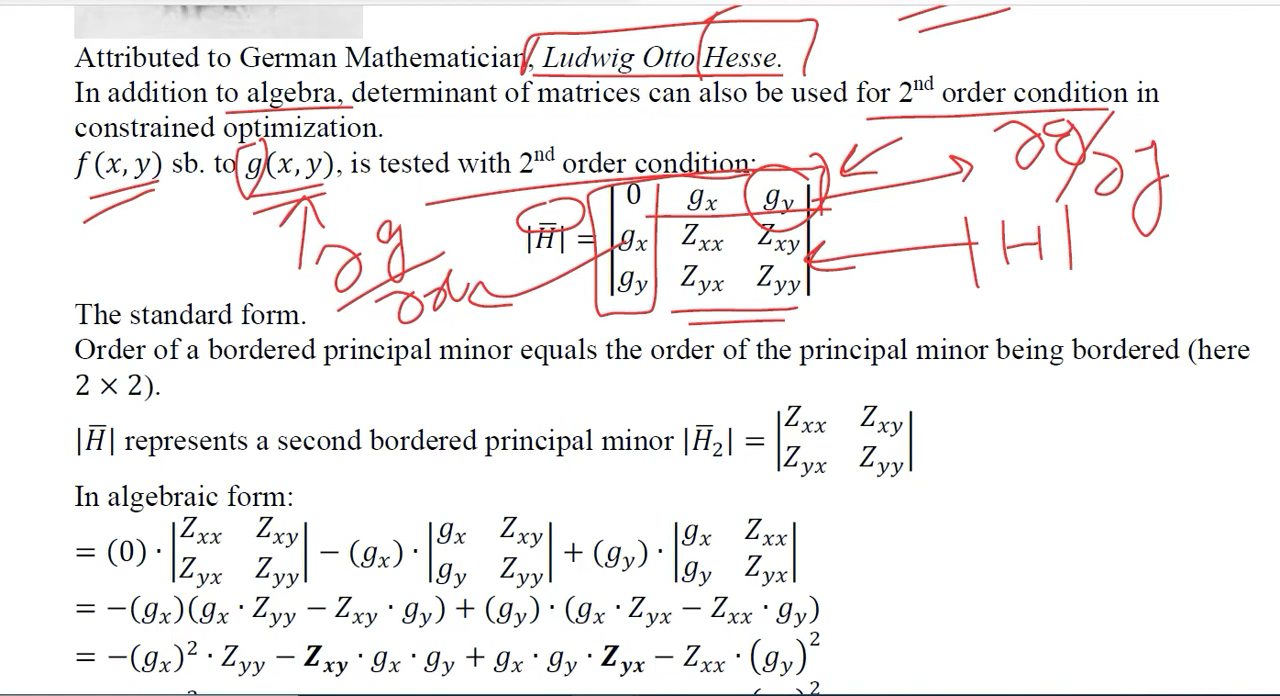 Attributed to German Mathematician, Ludwig Otto Hesse.
In addition to algebra, determinant of matrices can also be used for 2nd order condition in
constrained optimization.
f(x, y) sb. to g(x, y), is tested with 2nd order condition:
|H̅| = |0 gx gy|
|gx Zxx Zxy|
|gy Zyx Zyy|
∂g/∂y
∂g/∂x
|H|
The standard form.
Order of a bordered principal minor equals the order of the principal minor being bordered (here
2 × 2).
|H̅| represents a second bordered principal minor |H̅2| = |Zxx Zxy|
|Zyx Zyy|
In algebraic form:
= (0) · |Zxx Zxy| − (gx) · |gx Zxy| + (gy) · |gx Zxx|
|Zyx Zyy| |gy Zyy| |gy Zyx|
= −(gx)(gx · Zyy − Zxy · gy) + (gy) · (gx · Zyx − Zxx · gy)
= −(gx)² · Zyy − Zxy · gx · gy + gx · gy · Zyx − Zxx · (gy)²